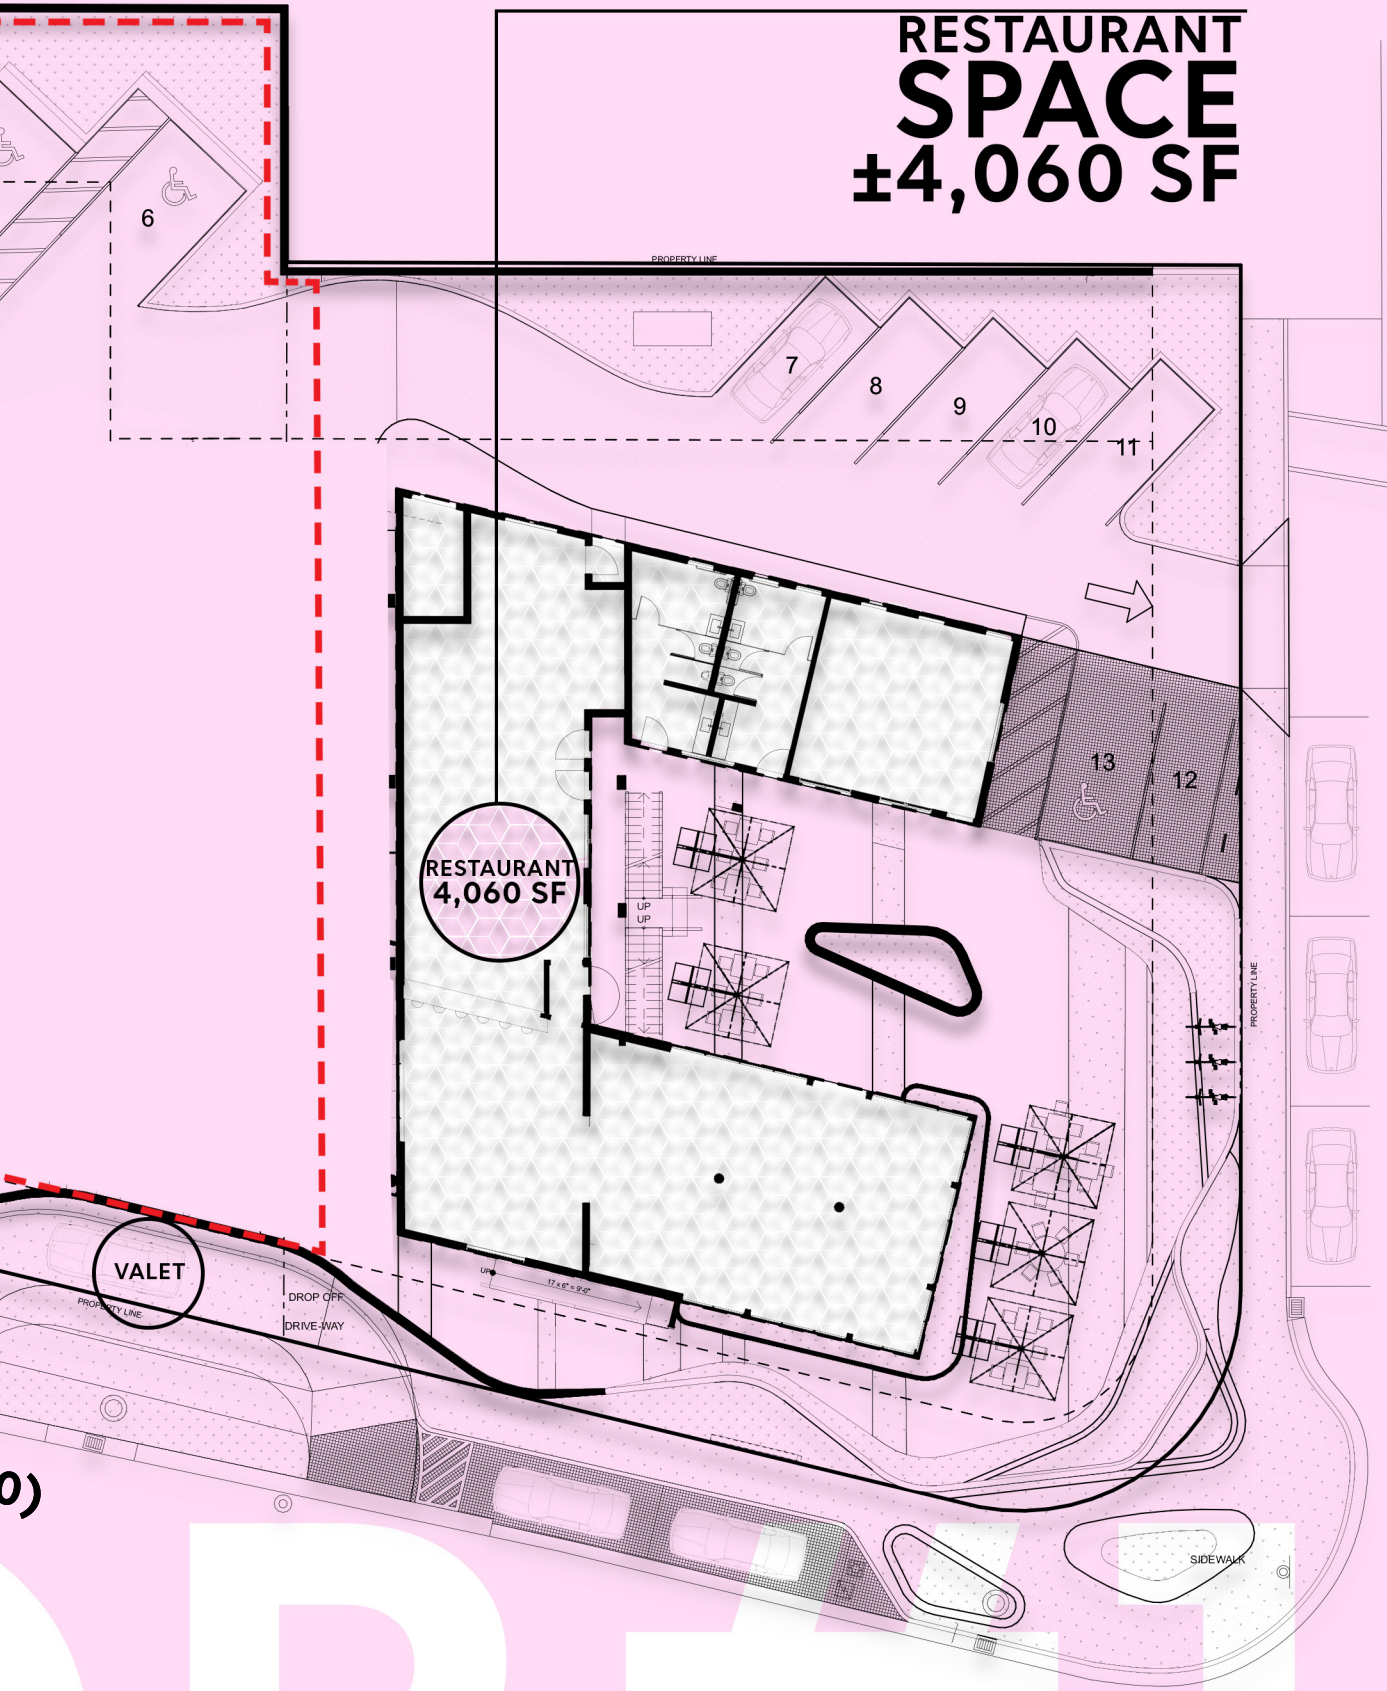 RESTAURANT
SPACE
±4,060 SF
PROPERTY LINE
6
7
8
9
10
11
13
12
RESTAURANT
4,060 SF
UP
UP
PROPERTY LINE
VALET
UP
17 x 6" = 9'-0"
DROP OFF
PROPERTY LINE
DRIVE-WAY
0)
SIDEWALK